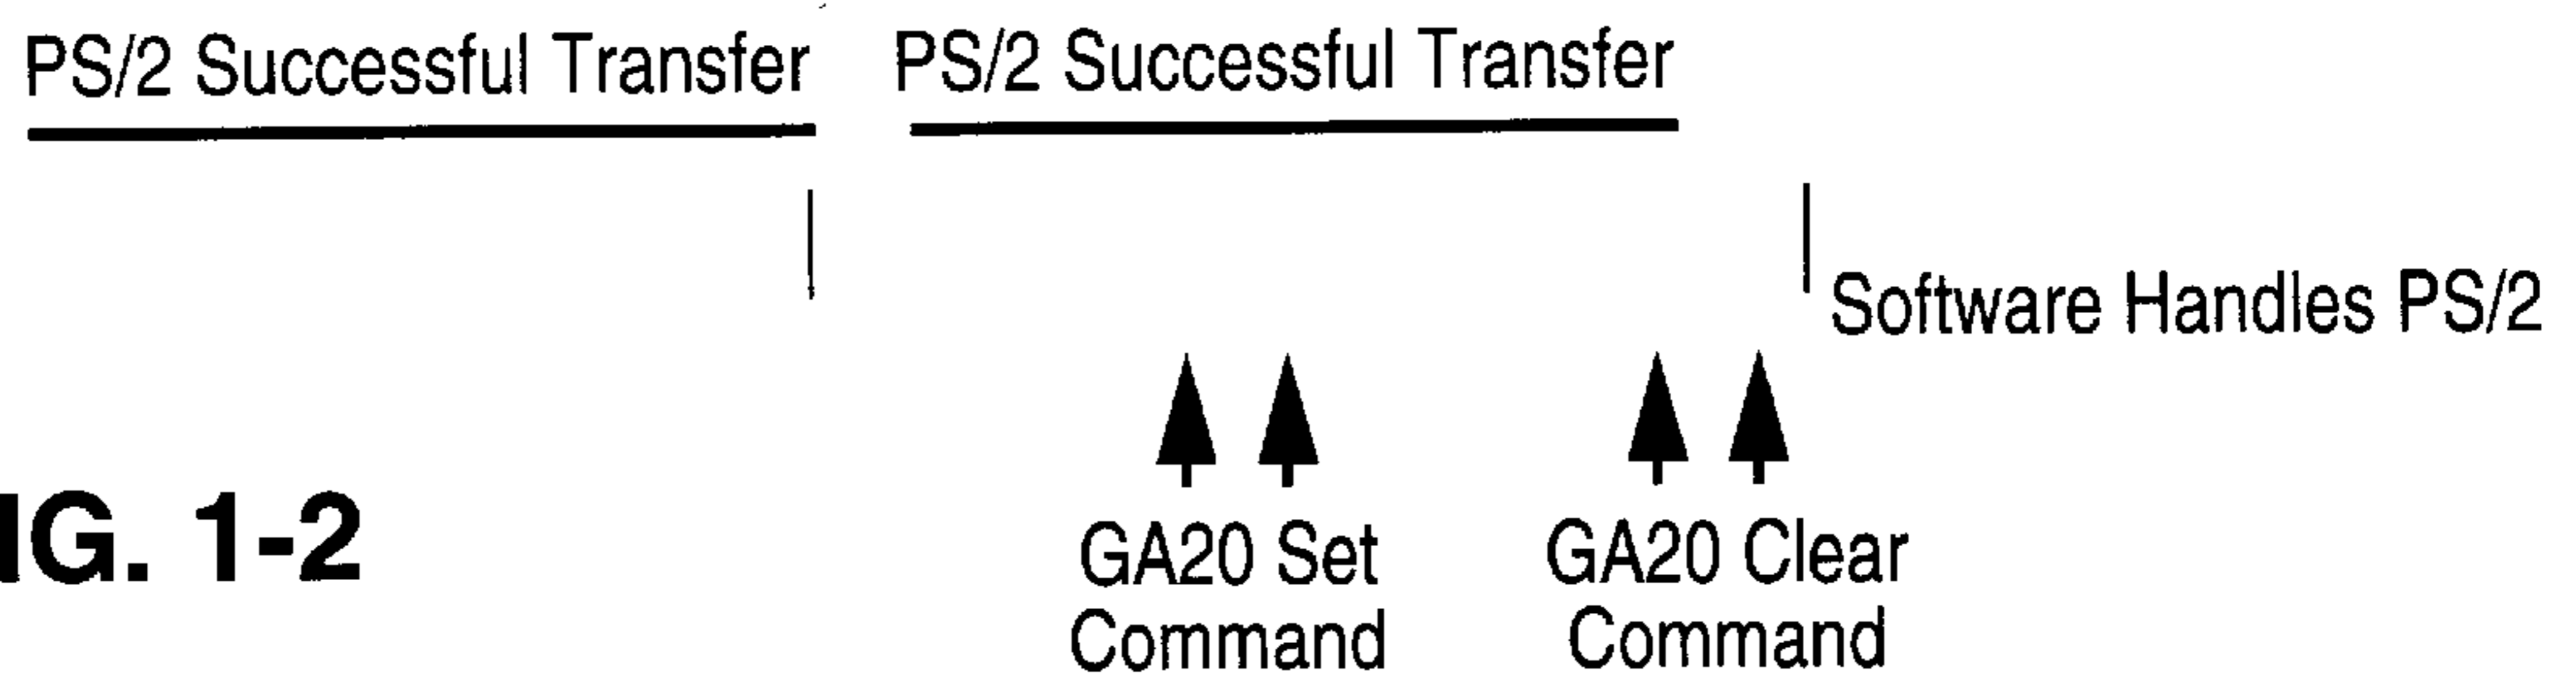 PS/2 Successful Transfer PS/2 Successful Transfer
Software Handles PS/2
GA20 Set Command
GA20 Clear Command
IG. 1-2